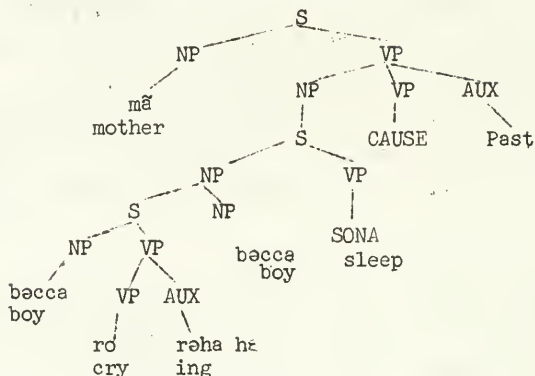 S
NP VP
mã NP VP AUX
mother
S CAUSE Past
NP VP
S NP
NP VP SONA
bəcca sleep
boy
bəcca VP AUX
boy
ro rəha hɛ
cry ing